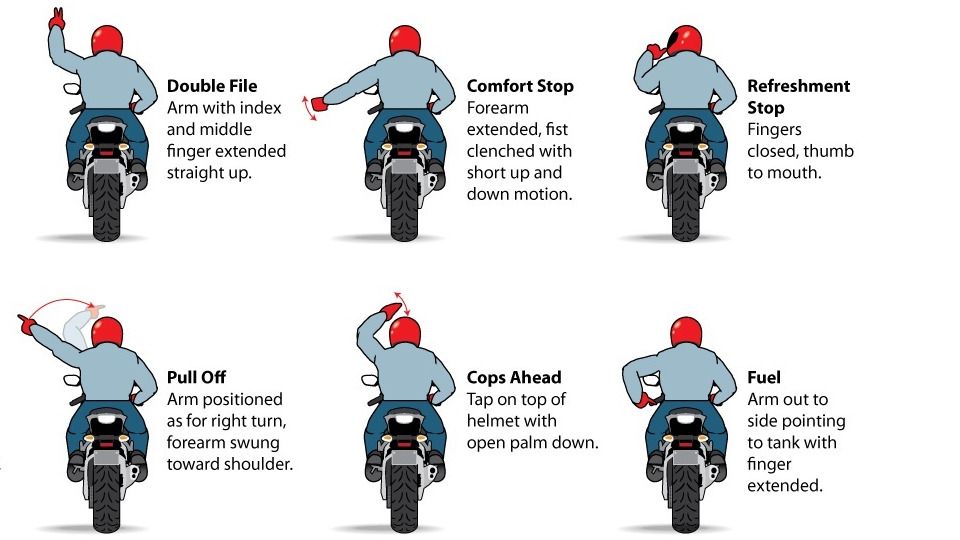 Double File
Arm with index
and middle
finger extended
straight up.
Comfort Stop
Forearm
extended, fist
clenched with
short up and
down motion.
Refreshment
Stop
Fingers
closed, thumb
to mouth.
Pull Off
Arm positioned
as for right turn,
forearm swung
toward shoulder.
Cops Ahead
Tap on top of
helmet with
open palm down.
Fuel
Arm out to
side pointing
to tank with
finger
extended.